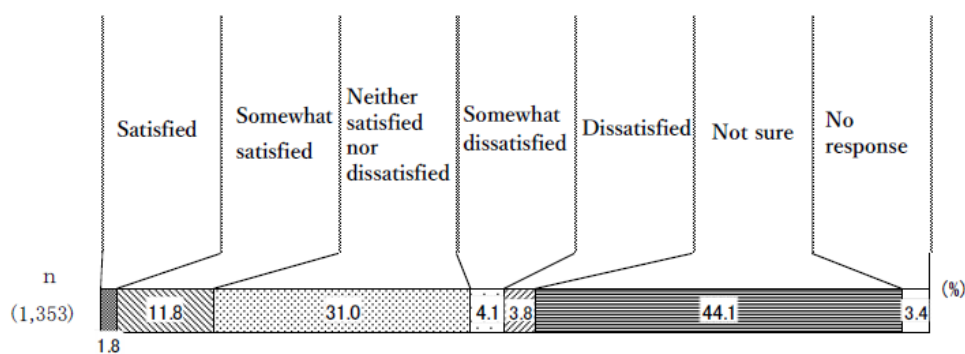 Satisfied
Somewhat
satisfied
Neither
satisfied
nor
dissatisfied
Somewhat
dissatisfied
Dissatisfied
Not sure
No
response
n
(1,353)
11.8
31.0
4.1
3.8
44.1
3.4
(%)
1.8